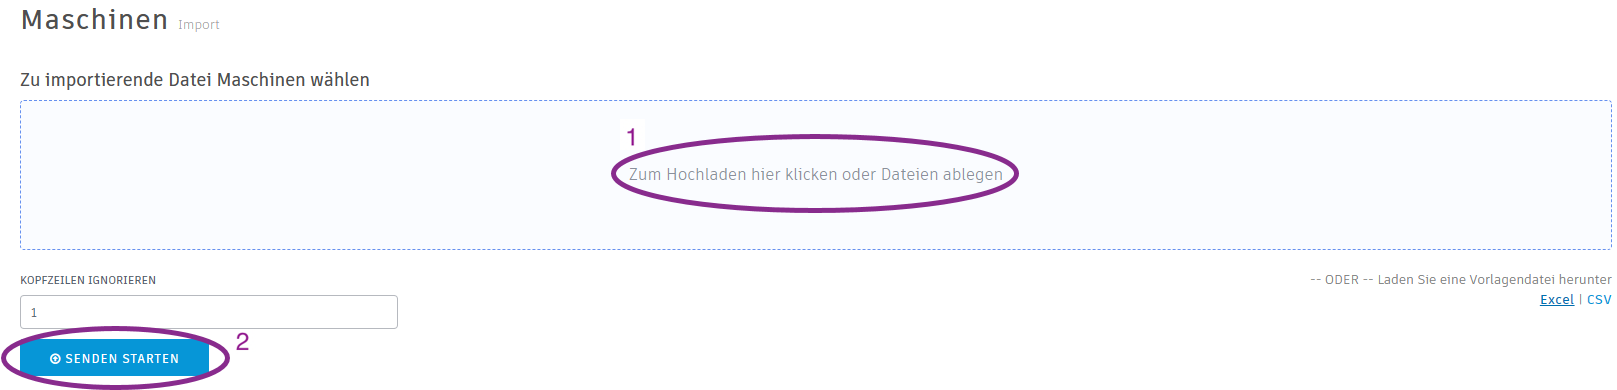 Maschinen Import
Zu importierende Datei Maschinen wählen
1
Zum Hochladen hier klicken oder Dateien ablegen
KOPFZEILEN IGNORIEREN
-- ODER -- Laden Sie eine Vorlagendatei herunter
Excel | CSV
1
SENDEN STARTEN
2